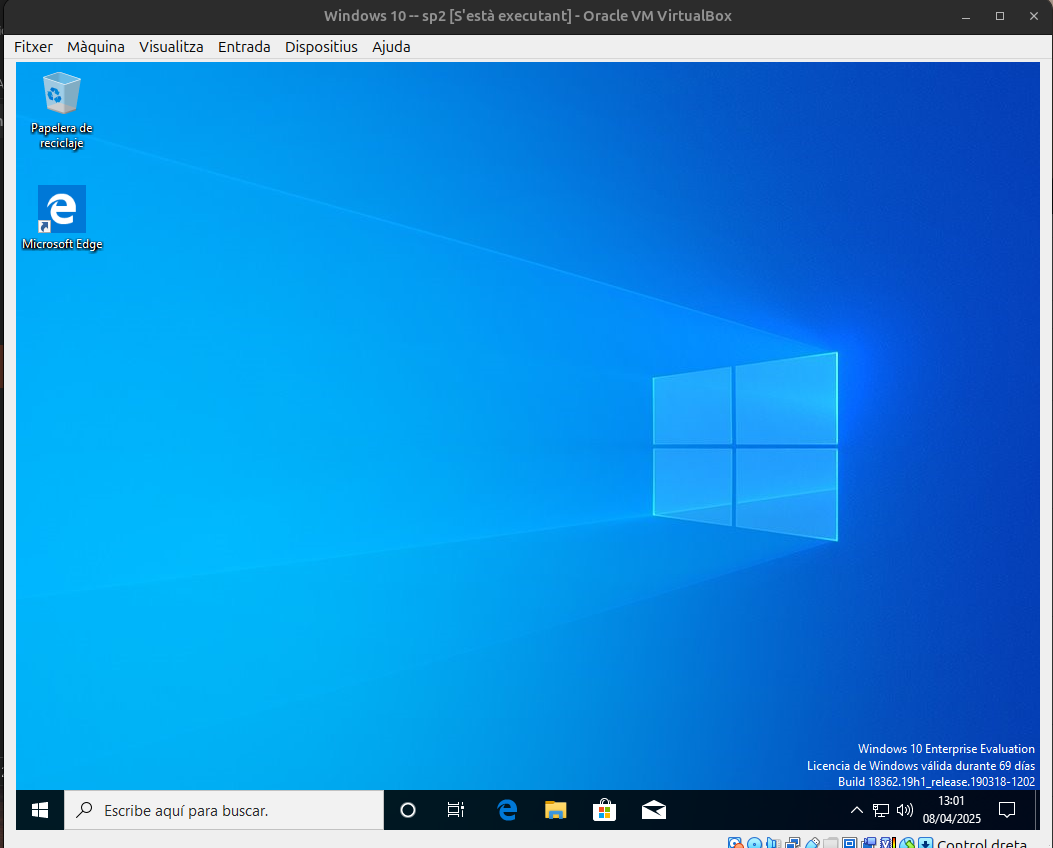 Windows 10 -- sp2 [S'està executant] - Oracle VM VirtualBox
Fitxer Màquina Visualitza Entrada Dispositius Ajuda
Papelera de
reciclaje
Microsoft Edge
Windows 10 Enterprise Evaluation
Licencia de Windows válida durante 69 días
Build 18362.19h1_release.190318-1202
Escribe aquí para buscar.
13:01
08/04/2025
Control dreta